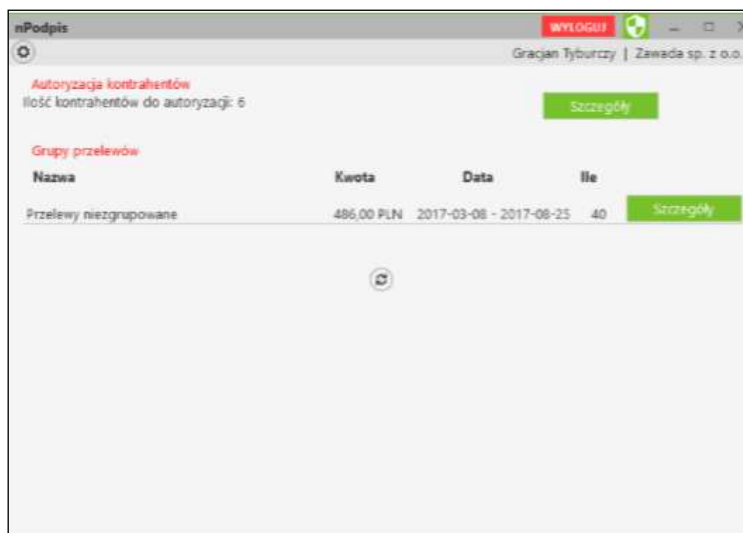 nPodpis WYLOGUJ
Gracjan Tyburczy | Zawada sp. z o.o.
Autoryzacja kontrahentów
Ilość kontrahentów do autoryzacji: 6 Szczegóły
Grupy przelewów
Nazwa Kwota Data Ile
Przelewy niezgrupowane 486,00 PLN 2017-03-08 - 2017-08-25 40 Szczegóły